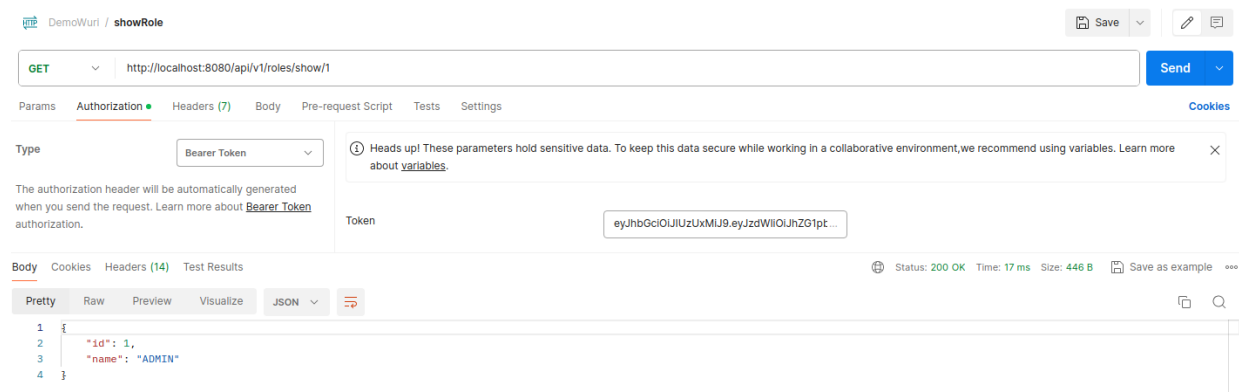 HTTP DemoWuri / showRole Save
GET http://localhost:8080/api/v1/roles/show/1 Send
Params Authorization Headers (7) Body Pre-request Script Tests Settings Cookies
Type Bearer Token
Heads up! These parameters hold sensitive data. To keep this data secure while working in a collaborative environment,we recommend using variables. Learn more
about variables.
The authorization header will be automatically generated
when you send the request. Learn more about Bearer Token
authorization.
Token eyJhbGciOiJIUzUxMiJ9.eyJzdWIiOiJhZG1pb...
Body Cookies Headers (14) Test Results Status: 200 OK Time: 17 ms Size: 446 B Save as example
Pretty Raw Preview Visualize JSON
1 {
2 "id": 1,
3 "name": "ADMIN"
4 }